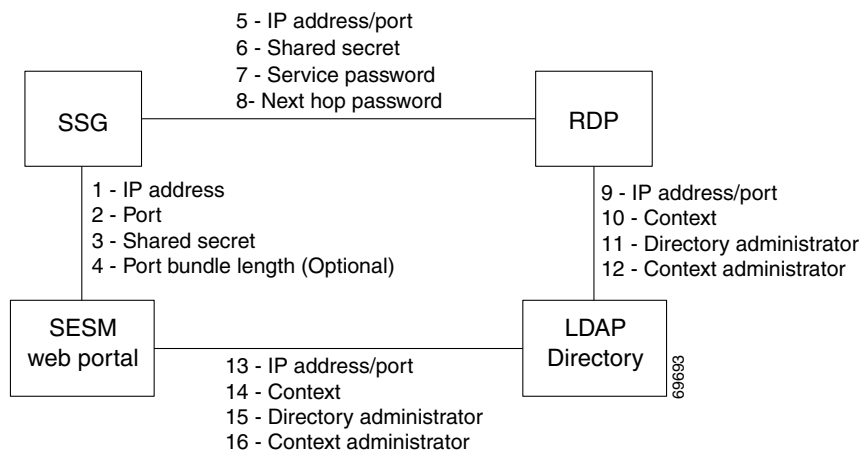 5 - IP address/port
6 - Shared secret
7 - Service password
8- Next hop password
SSG
RDP
1 - IP address
2 - Port
3 - Shared secret
4 - Port bundle length (Optional)
9 - IP address/port
10 - Context
11 - Directory administrator
12 - Context administrator
SESM
web portal
LDAP
Directory
13 - IP address/port
14 - Context
15 - Directory administrator
16 - Context administrator
69693